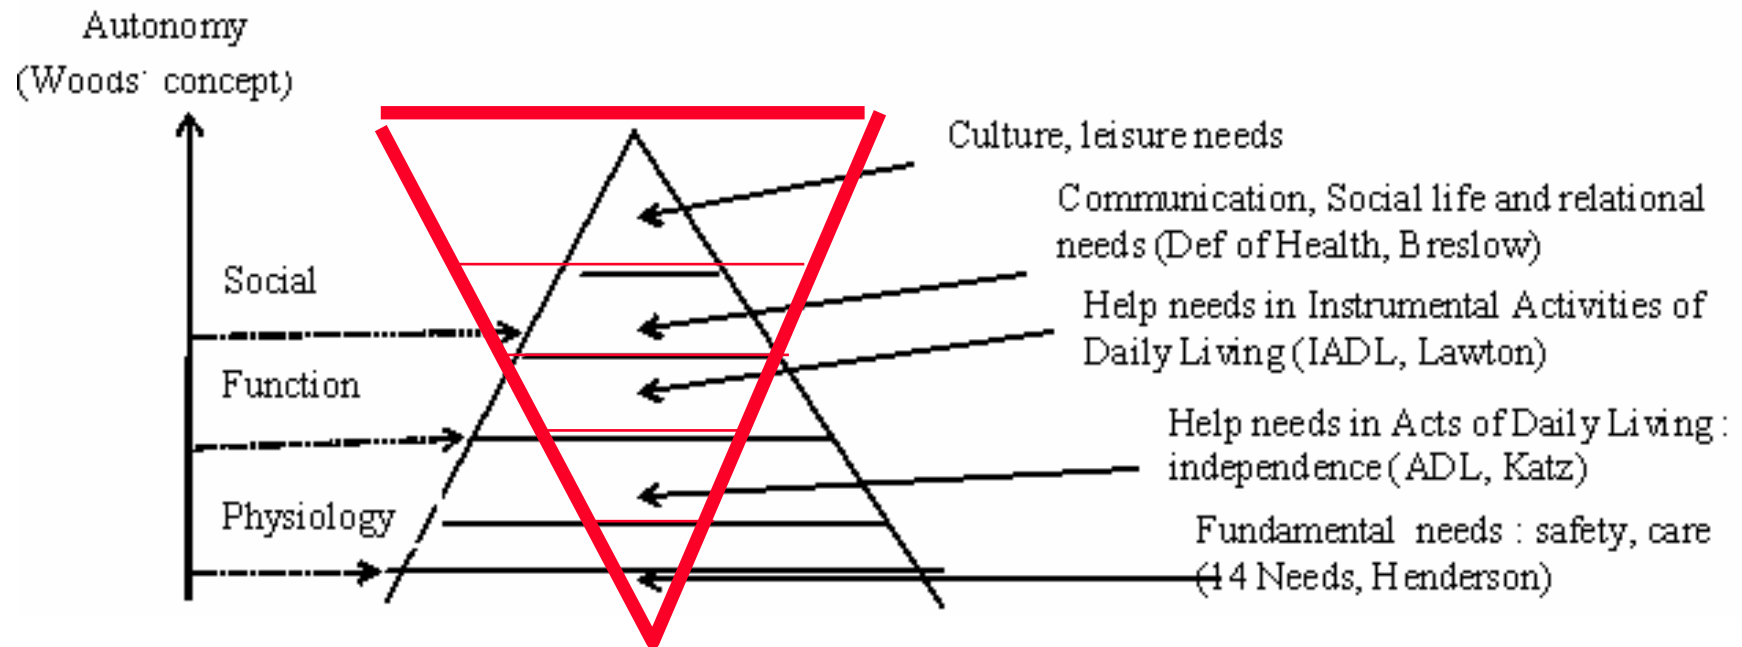 Autonomy
(Woods' concept)
Culture, leisure needs
Communication, Social life and relational
needs (Def of Health, Breslow)
Social
Help needs in Instrumental Activities of
Daily Living (IADL, Lawton)
Function
Help needs in Acts of Daily Living :
independence (ADL, Katz)
Physiology
Fundamental needs : safety, care
(14 Needs, Henderson)